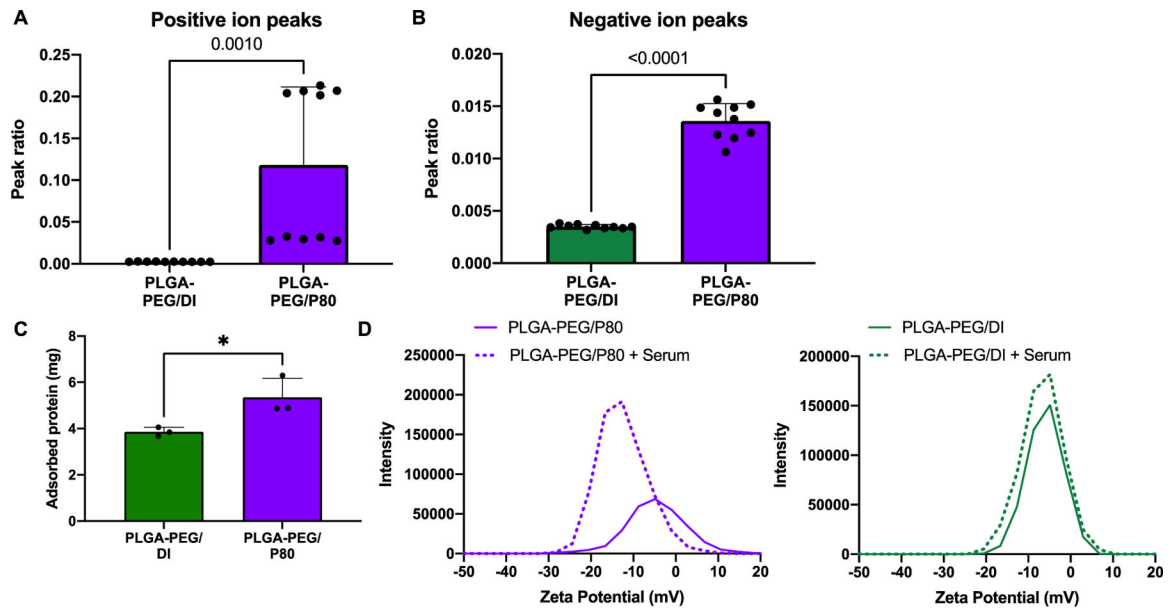 A
Positive ion peaks
0.0010
0.25
0.20
0.15
0.10
0.05
0.00
Peak ratio
PLGA-
PEG/DI
PLGA-
PEG/P80
B
Negative ion peaks
<0.0001
0.020
0.015
0.010
0.005
0.000
Peak ratio
PLGA-
PEG/DI
PLGA-
PEG/P80
C
*
8
6
4
2
0
Adsorbed protein (mg)
PLGA-PEG/
DI
PLGA-PEG/
P80
D
PLGA-PEG/P80
PLGA-PEG/P80 + Serum
250000
200000
150000
100000
50000
0
Intensity
-50 -40 -30 -20 -10 0 10 20
Zeta Potential (mV)
PLGA-PEG/DI
PLGA-PEG/DI + Serum
200000
150000
100000
50000
0
Intensity
-50 -40 -30 -20 -10 0 10 20
Zeta Potential (mV)